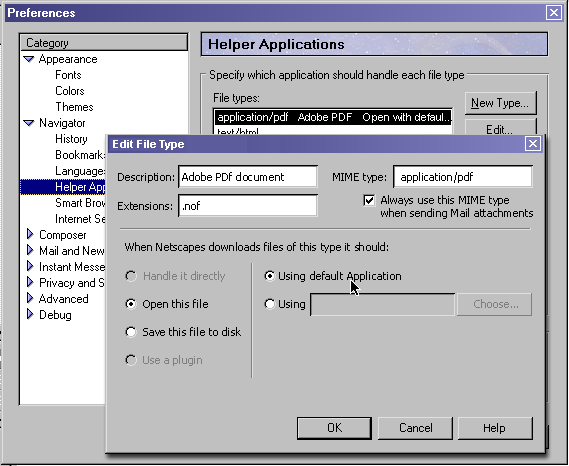 Preferences
Category
Appearance
Fonts
Colors
Themes
Navigator
History
Bookmark
Language
Helper App
Smart Brow
Internet Se
Composer
Mail and New
Instant Messe
Privacy and S
Advanced
Debug
Helper Applications
Specify which application should handle each file type
File types:
application/pdf Adobe PDF Open with defaul...
text/html
New Type...
Edit...
Edit File Type
Description: Adobe PDf document MIME type: application/pdf
Extensions: .nof
Always use this MIME type
when sending Mail attachments
When Netscapes downloads files of this type it should:
Handle it directly
Open this file
Save this file to disk
Use a plugin
Using default Application
Using Choose...
OK Cancel Help